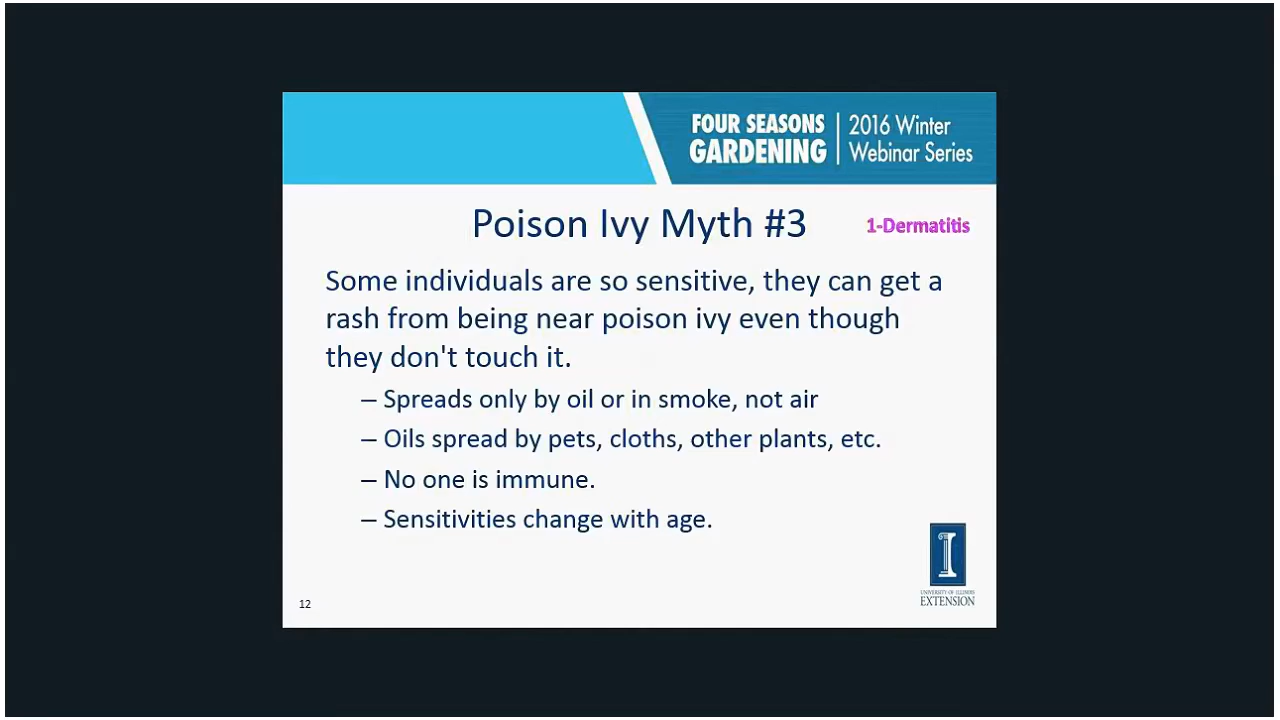 FOUR SEASONS
GARDENING
2016 Winter
Webinar Series
Poison Ivy Myth #3
1-Dermatitis
Some individuals are so sensitive, they can get a
rash from being near poison ivy even though
they don't touch it.
– Spreads only by oil or in smoke, not air
– Oils spread by pets, cloths, other plants, etc.
– No one is immune.
– Sensitivities change with age.
I
UNIVERSITY OF ILLINOIS
EXTENSION
12